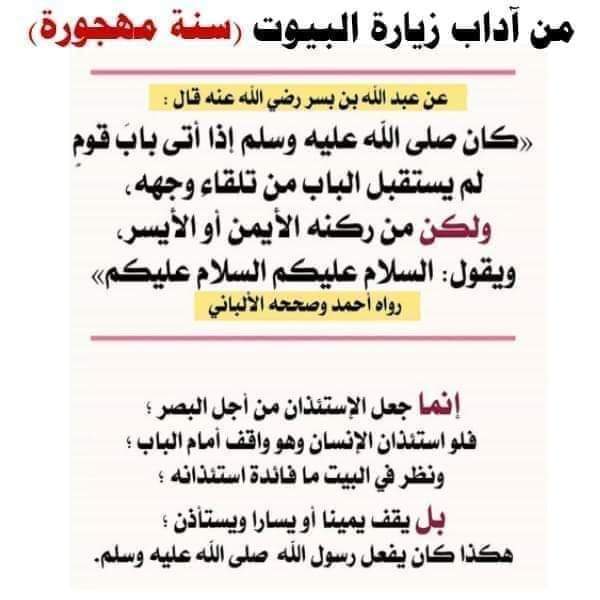 من آداب زيارة البيوت (سنة مهجورة)
عن عبد الله بن بسر رضي الله عنه قال :
«كان صلى الله عليه وسلم إذا أتى بابَ قومٍ
لم يستقبل الباب من تلقاء وجهه،
ولكن من ركنه الأيمن أو الأيسر،
ويقول: السلام عليكم السلام عليكم»
رواه أحمد وصححه الألباني
إنما جعل الإستئذان من أجل البصر ؛
فلو استئذان الإنسان وهو واقف أمام الباب ؛
ونظر في البيت ما فائدة استئذانه ؛
بل يقف يمينا أو يسارا ويستأذن ؛
هكذا كان يفعل رسول الله صلى الله عليه وسلم.